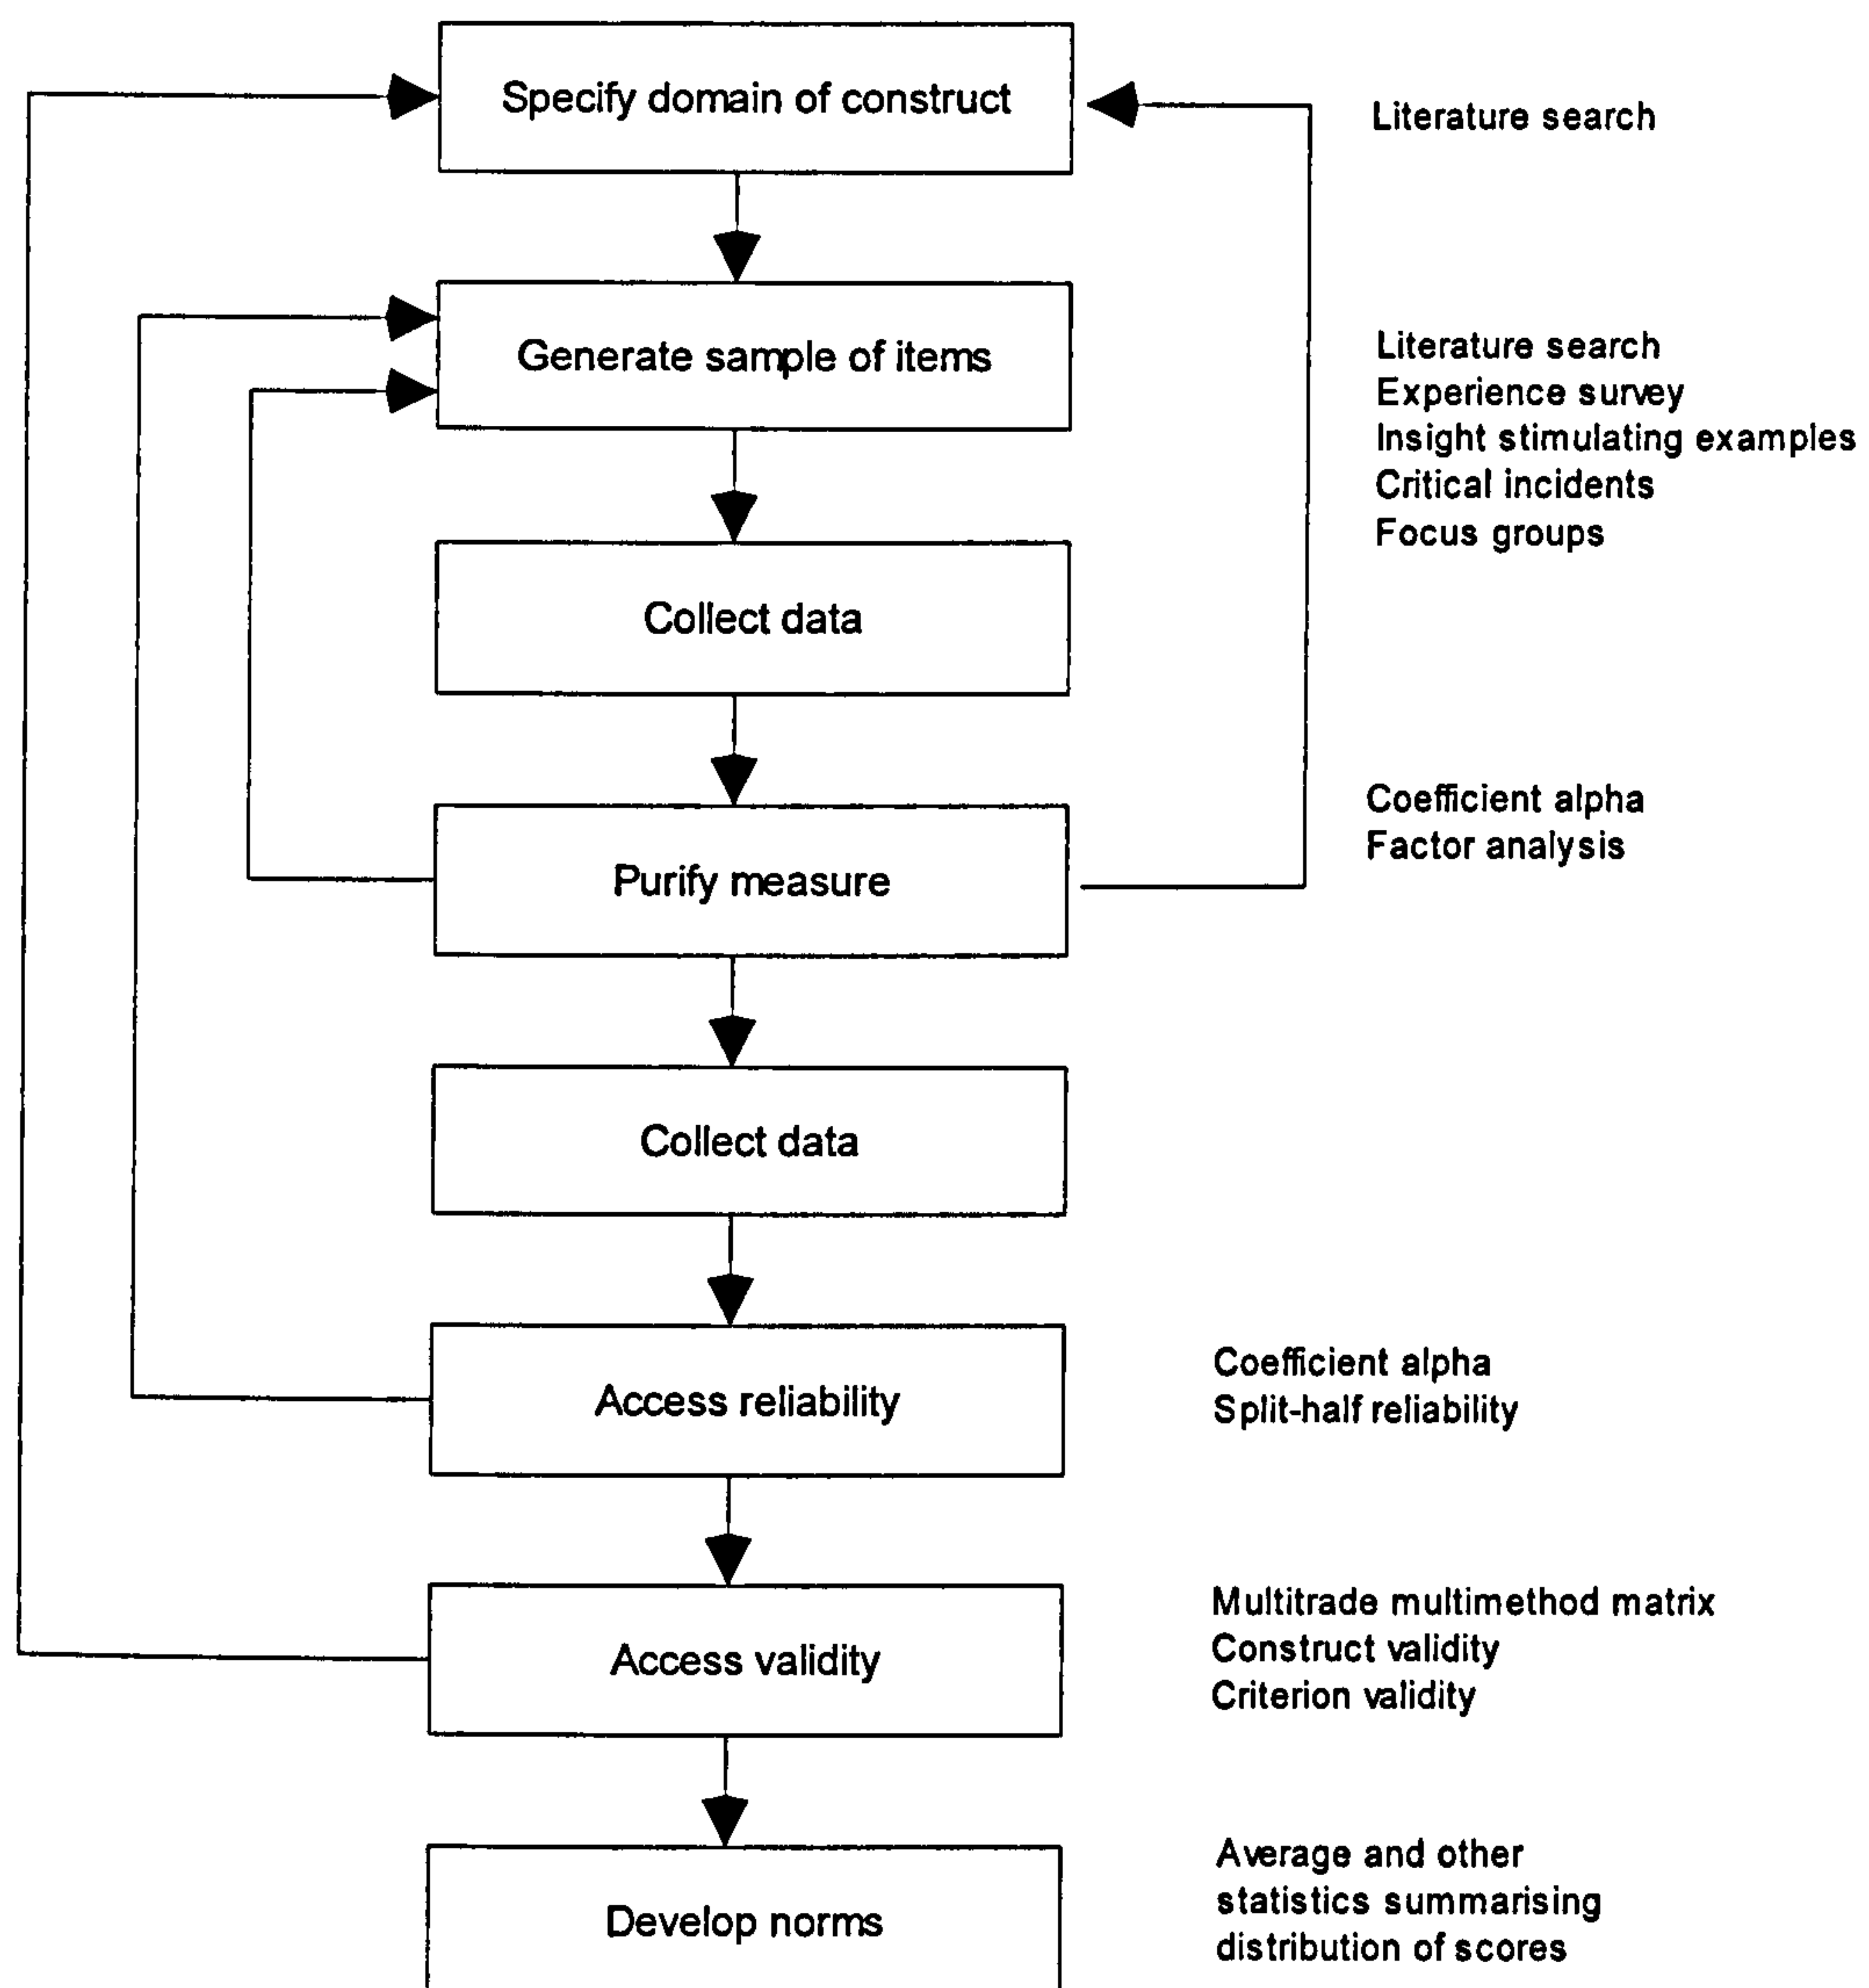 Specify domain of construct
Literature search
Generate sample of items
Literature search
Experience survey
Insight stimulating examples
Critical incidents
Focus groups
Collect data
Purify measure
Coefficient alpha
Factor analysis
Collect data
Access reliability
Coefficient alpha
Split-half reliability
Access validity
Multitrade multimethod matrix
Construct validity
Criterion validity
Develop norms
Average and other
statistics summarising
distribution of scores